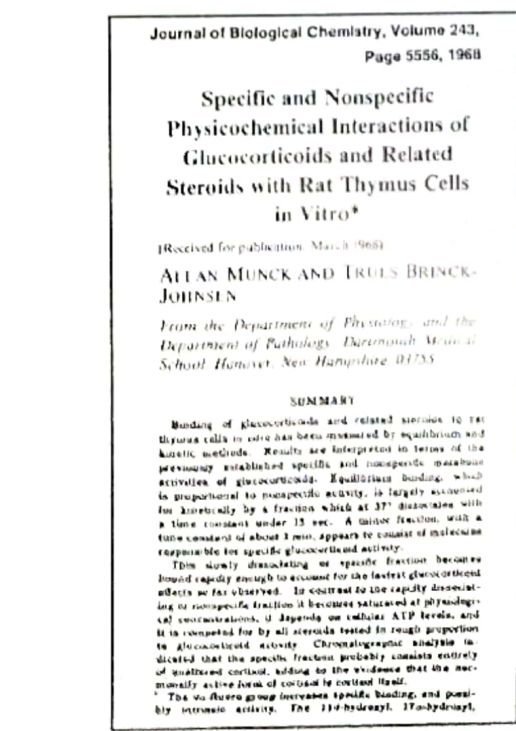 Journal of Biological Chemistry, Volume 243,
Page 5556, 1968
Specific and Nonspecific
Physicochemical Interactions of
Glucocorticoids and Related
Steroids with Rat Thymus Cells
in Vitro*
(Received for publication, March 1968)
ALLAN MUNCK AND TRULS BRINCK-
JOHNSEN
From the Department of Physiology and the
Department of Pathology, Dartmouth Medical
School Hanover, New Hampshire 03755
SUMMARY
Binding of glucocorticoids and related steroids to rat
thymus cells in vitro has been measured by equilibrium and
kinetic methods. Results are interpreted in terms of the
previously established specific and nonspecific metabolic
activities of glucocorticoids. Equilibrium binding, which
is proportional to nonspecific activity, is largely accounted
for kinetically by a fraction which at 37° dissociates with
a time constant under 15 sec. A minor fraction, with a
time constant of about 3 min, appears to consist of molecules
responsible for specific glucocorticoid activity.
This slowly dissociating or specific fraction becomes
bound rapidly enough to account for the fastest glucocorticoid
effects so far observed. In contrast to the rapidly dissociat-
ing or nonspecific fraction it becomes saturated at physiologi-
cal concentrations, it depends on cellular ATP levels, and
it is competed for by all steroids tested in rough proportion
to glucocorticoid activity. Chromatographic analysis in-
dicated that the specific fraction probably consists entirely
of unaltered cortisol, adding to the evidence that the hor-
monally active form of cortisol is cortisol itself.
The fluoro group increases specific binding, and possi-
bly intrinsic activity. The 11β-hydroxyl, 17α-hydroxyl,